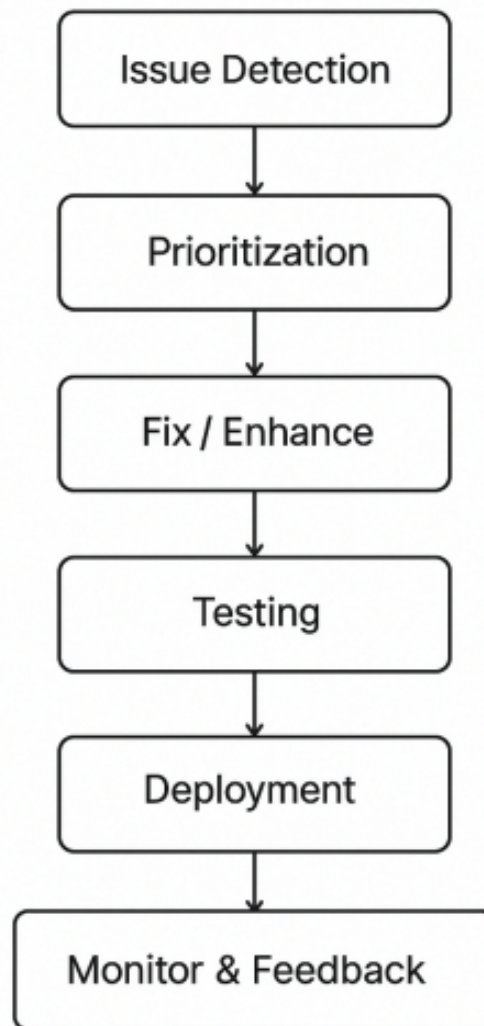 Issue Detection
Prioritization
Fix / Enhance
Testing
Deployment
Monitor & Feedback